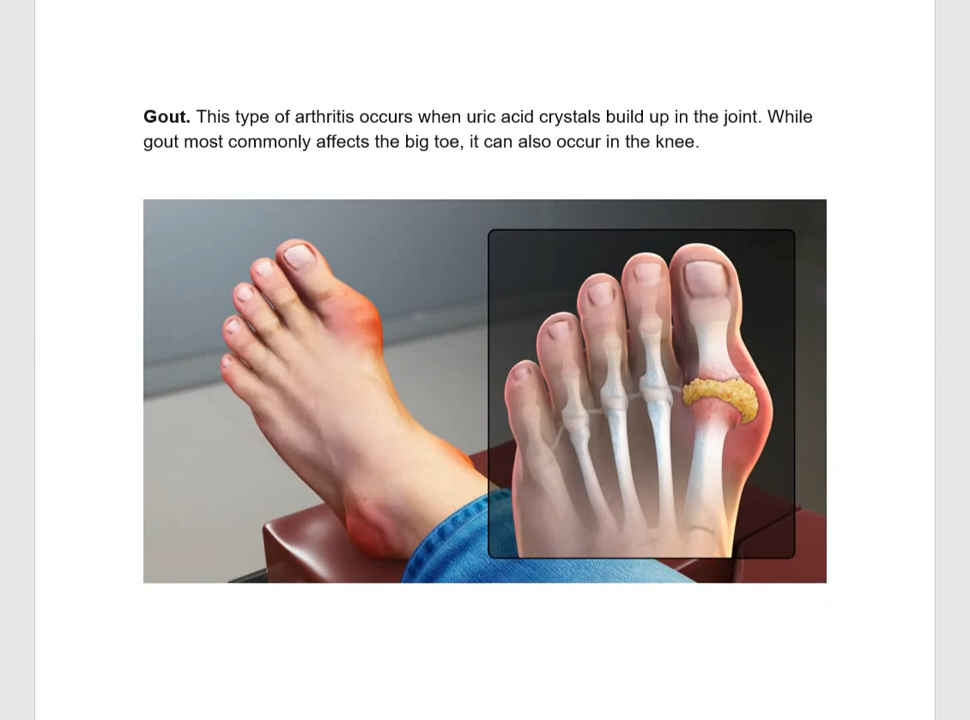 Gout. This type of arthritis occurs when uric acid crystals build up in the joint. While
gout most commonly affects the big toe, it can also occur in the knee.